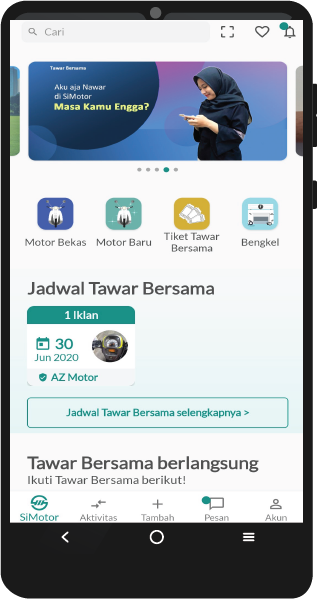 Cari
Tawar Bersama
Aku aja Nawar
di SiMotor
Masa Kamu Engga?
Motor Bekas
Motor Baru
Tiket Tawar
Bersama
Bengkel
Jadwal Tawar Bersama
1 Iklan
30
Jun 2020
AZ Motor
Jadwal Tawar Bersama selengkapnya >
Tawar Bersama berlangsung
Ikuti Tawar Bersama berikut!
SiMotor
Aktivitas
Tambah
Pesan
Akun